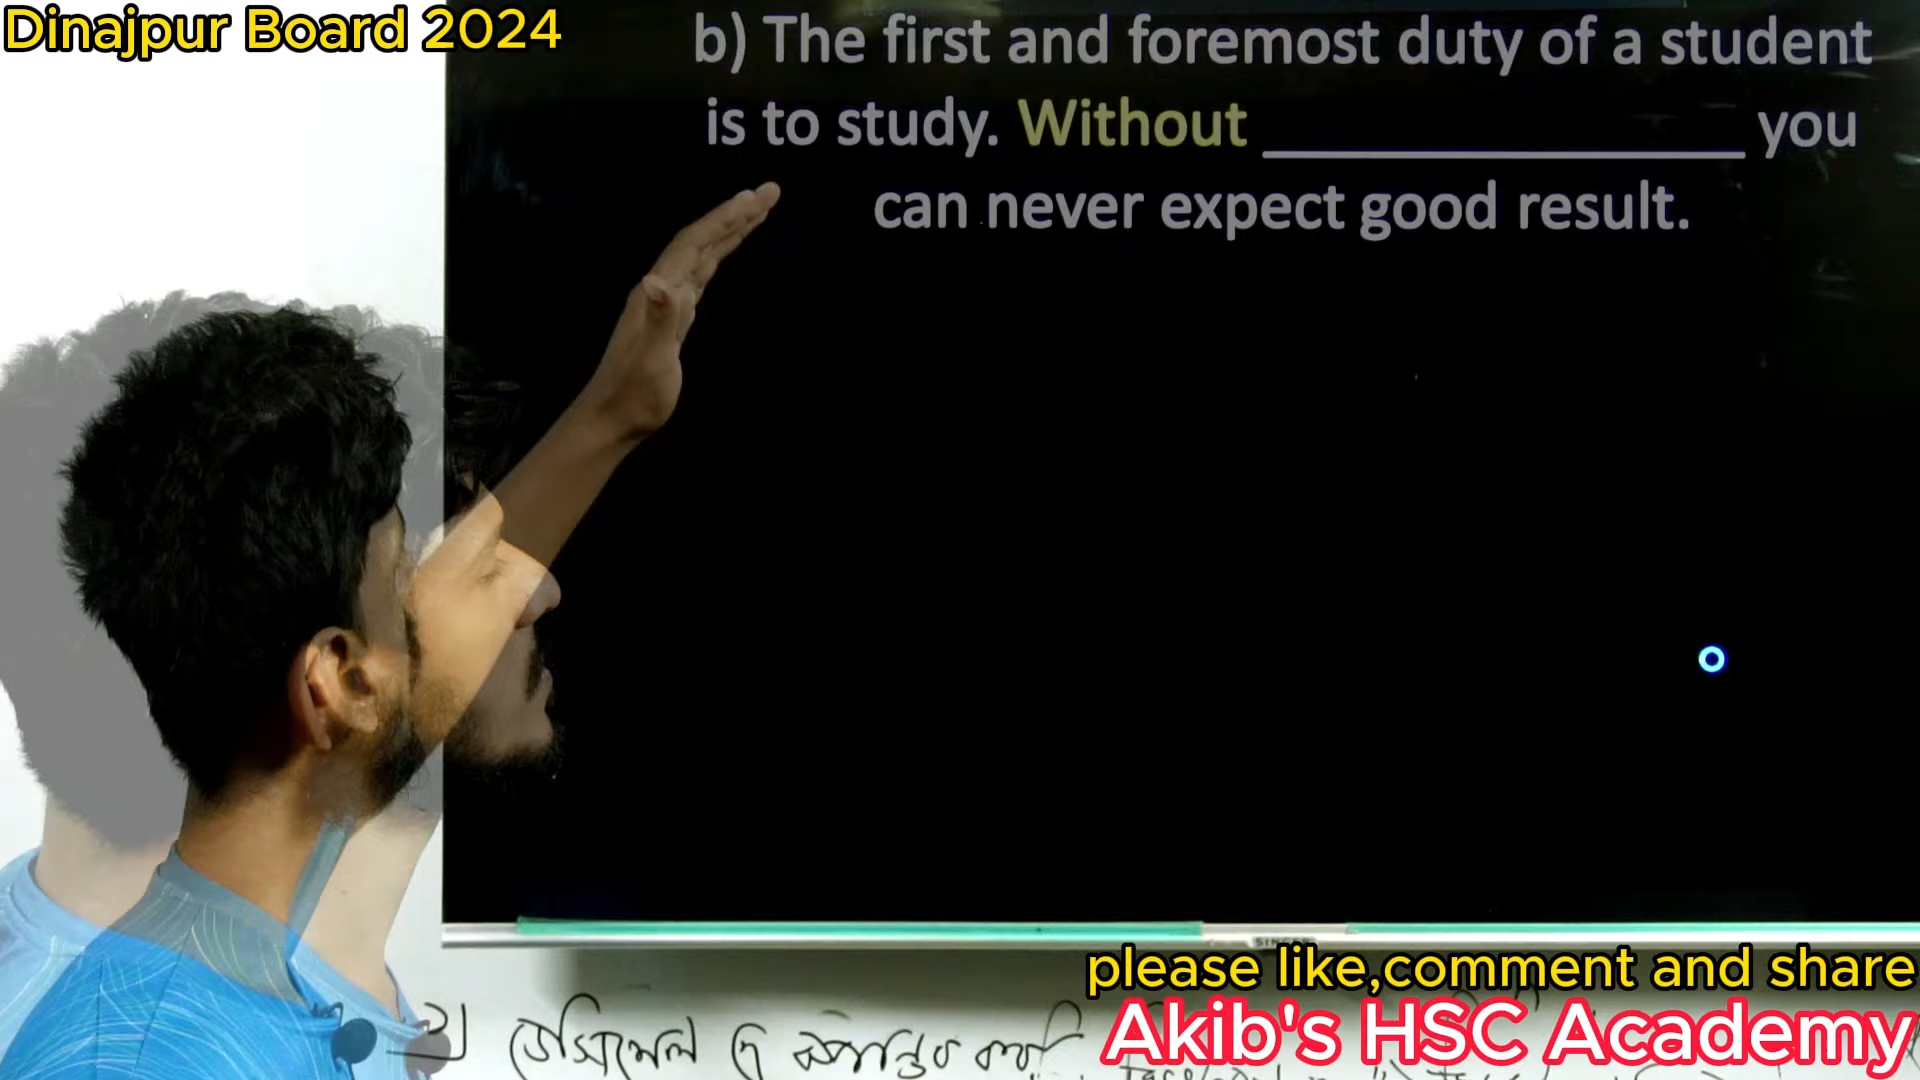 Dinajpur Board 2024
b) The first and foremost duty of a student
is to study. Without ________________ you
can never expect good result.
please like,comment and share
Akib's HSC Academy